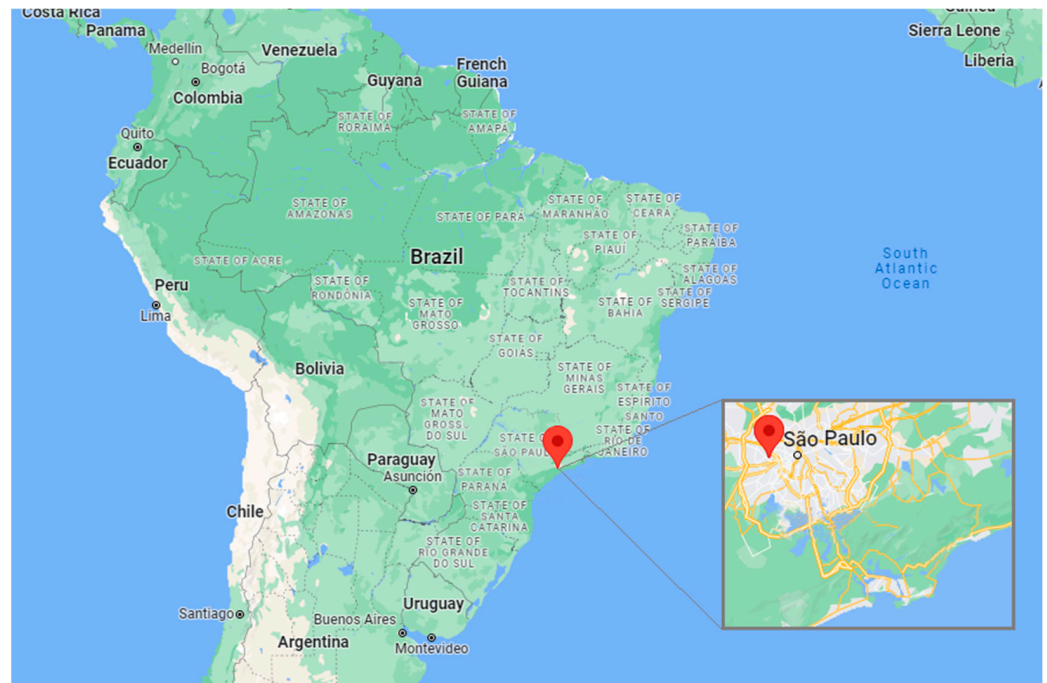 Costa Rica
Panama
Medellín
Bogotá
Colombia
Venezuela
Guyana
French
Guiana
Sierra Leone
Liberia
Quito
Ecuador
STATE OF
RORAIMA
STATE OF
AMAPÁ
STATE OF
AMAZONAS
STATE OF PARÁ
STATE OF
MARANHÃO
STATE OF
CEARÁ
STATE OF
PIAUÍ
STATE OF
PARAÍBA
STATE OF ACRE
Brazil
South
Atlantic
Ocean
Peru
Lima
STATE OF
RONDÔNIA
STATE OF
MATO
GROSSO
STATE OF
TOCANTINS
STATE OF
ALAGOAS
STATE OF
SERGIPE
STATE OF
BAHIA
STATE OF
GOIÁS
Bolivia
STATE OF
MINAS
GERAIS
STATE OF
ESPÍRITO
SANTO
STATE OF
MATO
GROSS
DO SUL
STATE OF
RIO DE
JANEIRO
STATE O
SÃO PAUL
São Paulo
Paraguay
Asunción
STATE OF
PARANÁ
Chile
STATE OF
SANTA
CATARINA
STATE OF
RIO GRANDE
DO SUL
Santiago
Uruguay
Buenos Aires
Montevideo
Argentina